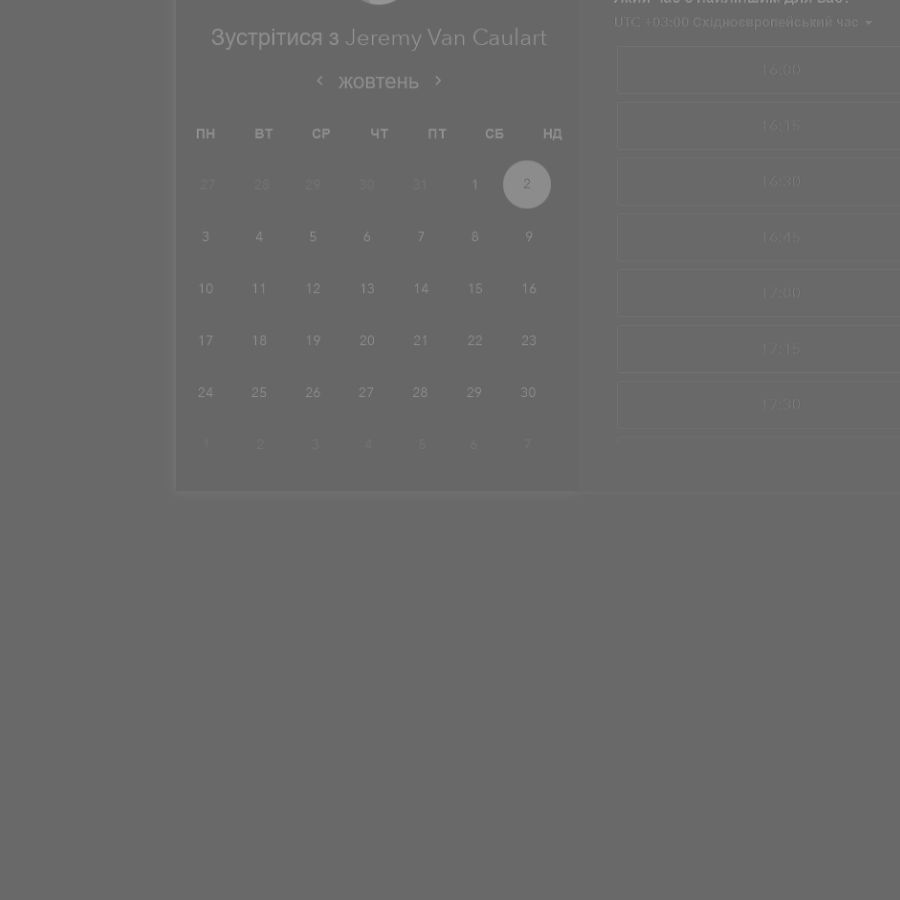 Зустрітися з Jeremy Van Caulart
жовтень
ПН ВТ СР ЧТ ПТ СБ НД
27 28 29 30 31 1 2
3 4 5 6 7 8 9
10 11 12 13 14 15 16
17 18 19 20 21 22 23
24 25 26 27 28 29 30
1 2 3 4 5 6 7
UTC +03:00 Східноєвропейський час
16:00
16:15
16:30
16:45
17:00
17:15
17:30